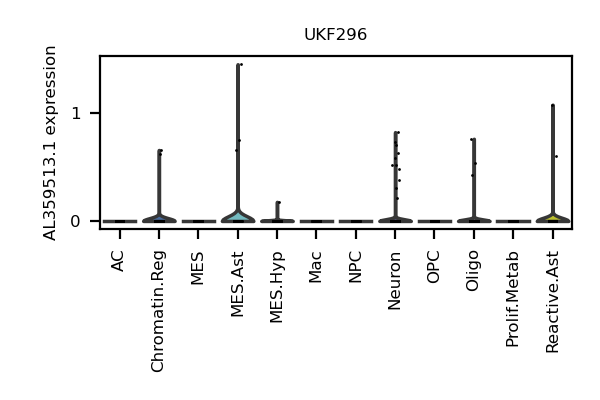 UKF296
AL359513.1 expression
1
0
AC
Chromatin.Reg
MES
MES.Ast
MES.Hyp
Mac
NPC
Neuron
OPC
Oligo
Prolif.Metab
Reactive.Ast